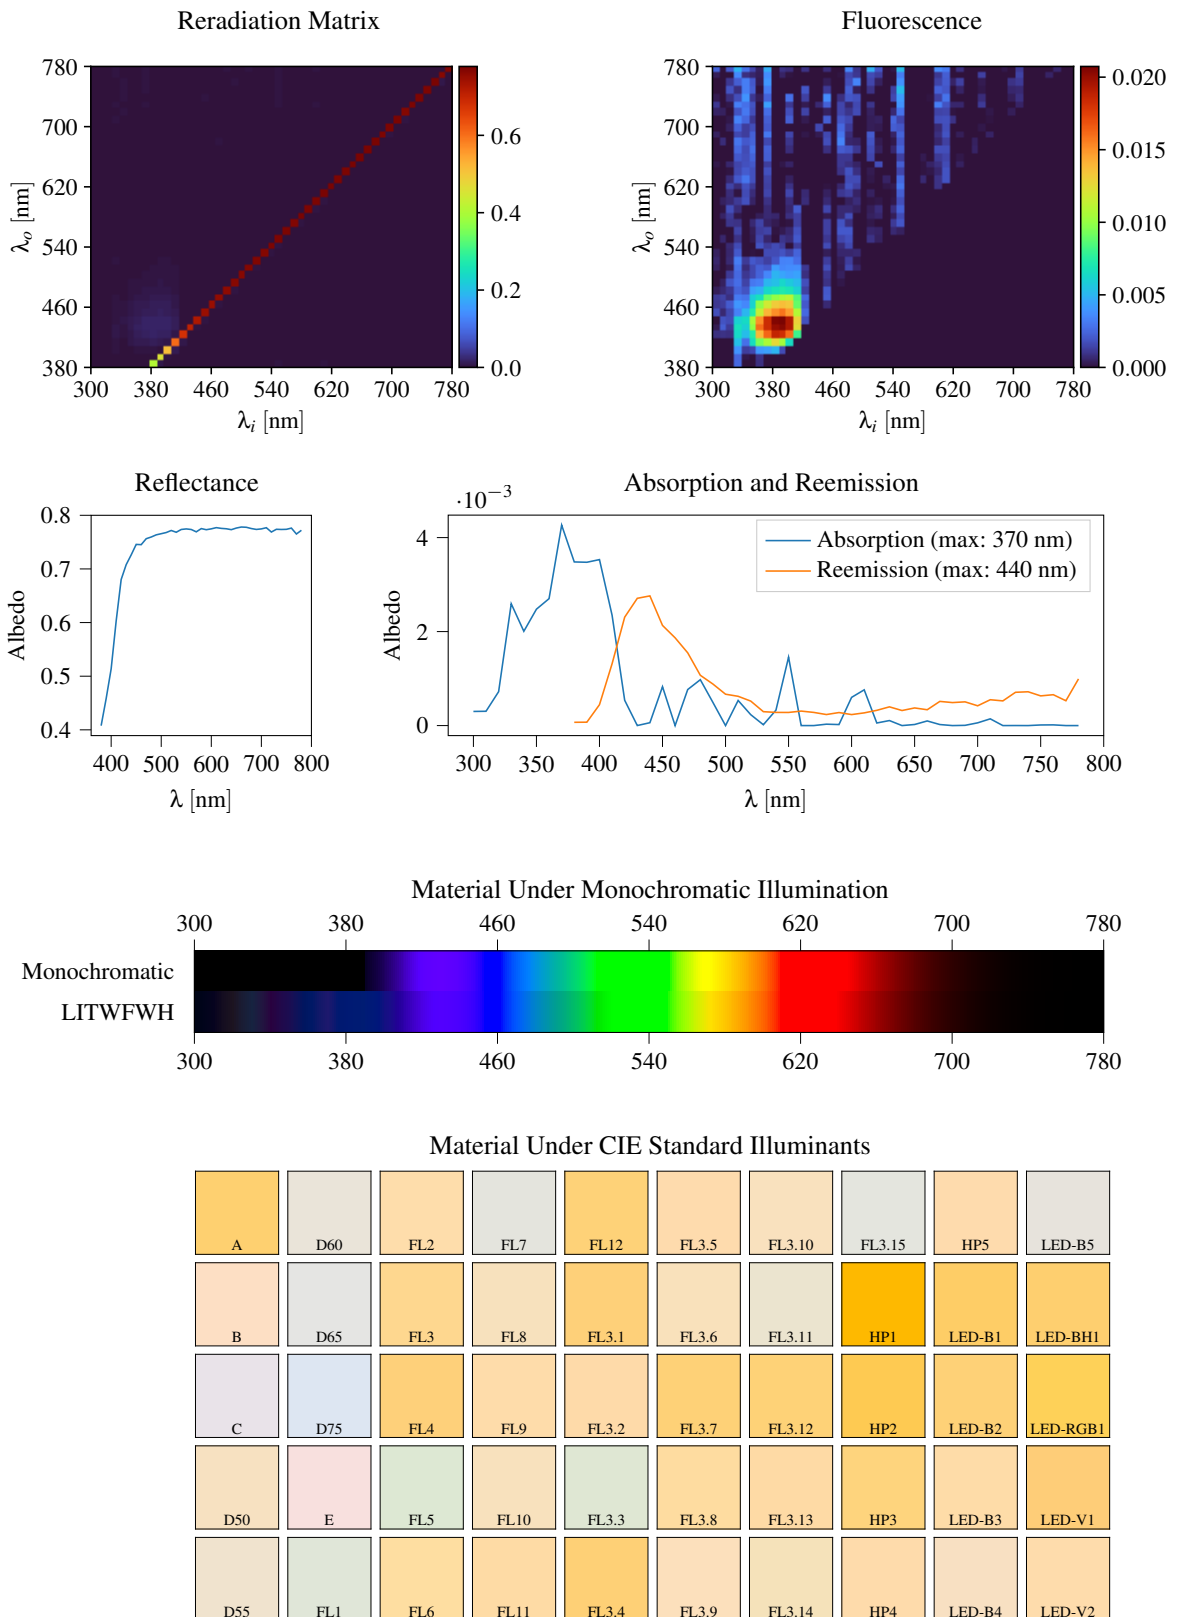 Reradiation Matrix
Fluorescence
780
700
620
540
460
380
λo [nm]
300 380 460 540 620 700 780
λi [nm]
0.6
0.4
0.2
0.0
780
700
620
540
460
380
λo [nm]
300 380 460 540 620 700 780
λi [nm]
0.020
0.015
0.010
0.005
0.000
Reflectance
0.8
0.7
0.6
0.5
0.4
Albedo
400 500 600 700 800
λ [nm]
Absorption and Reemission
·10−3
4
2
0
Albedo
Absorption (max: 370 nm)
Reemission (max: 440 nm)
300 350 400 450 500 550 600 650 700 750 800
λ [nm]
Material Under Monochromatic Illumination
300 380 460 540 620 700 780
Monochromatic
LITWFWH
300 380 460 540 620 700 780
Material Under CIE Standard Illuminants
A D60 FL2 FL7 FL12 FL3.5 FL3.10 FL3.15 HP5 LED-B5
B D65 FL3 FL8 FL3.1 FL3.6 FL3.11 HP1 LED-B1 LED-BH1
C D75 FL4 FL9 FL3.2 FL3.7 FL3.12 HP2 LED-B2 LED-RGB1
D50 E FL5 FL10 FL3.3 FL3.8 FL3.13 HP3 LED-B3 LED-V1
D55 FL1 FL6 FL11 FL3.4 FL3.9 FL3.14 HP4 LED-B4 LED-V2